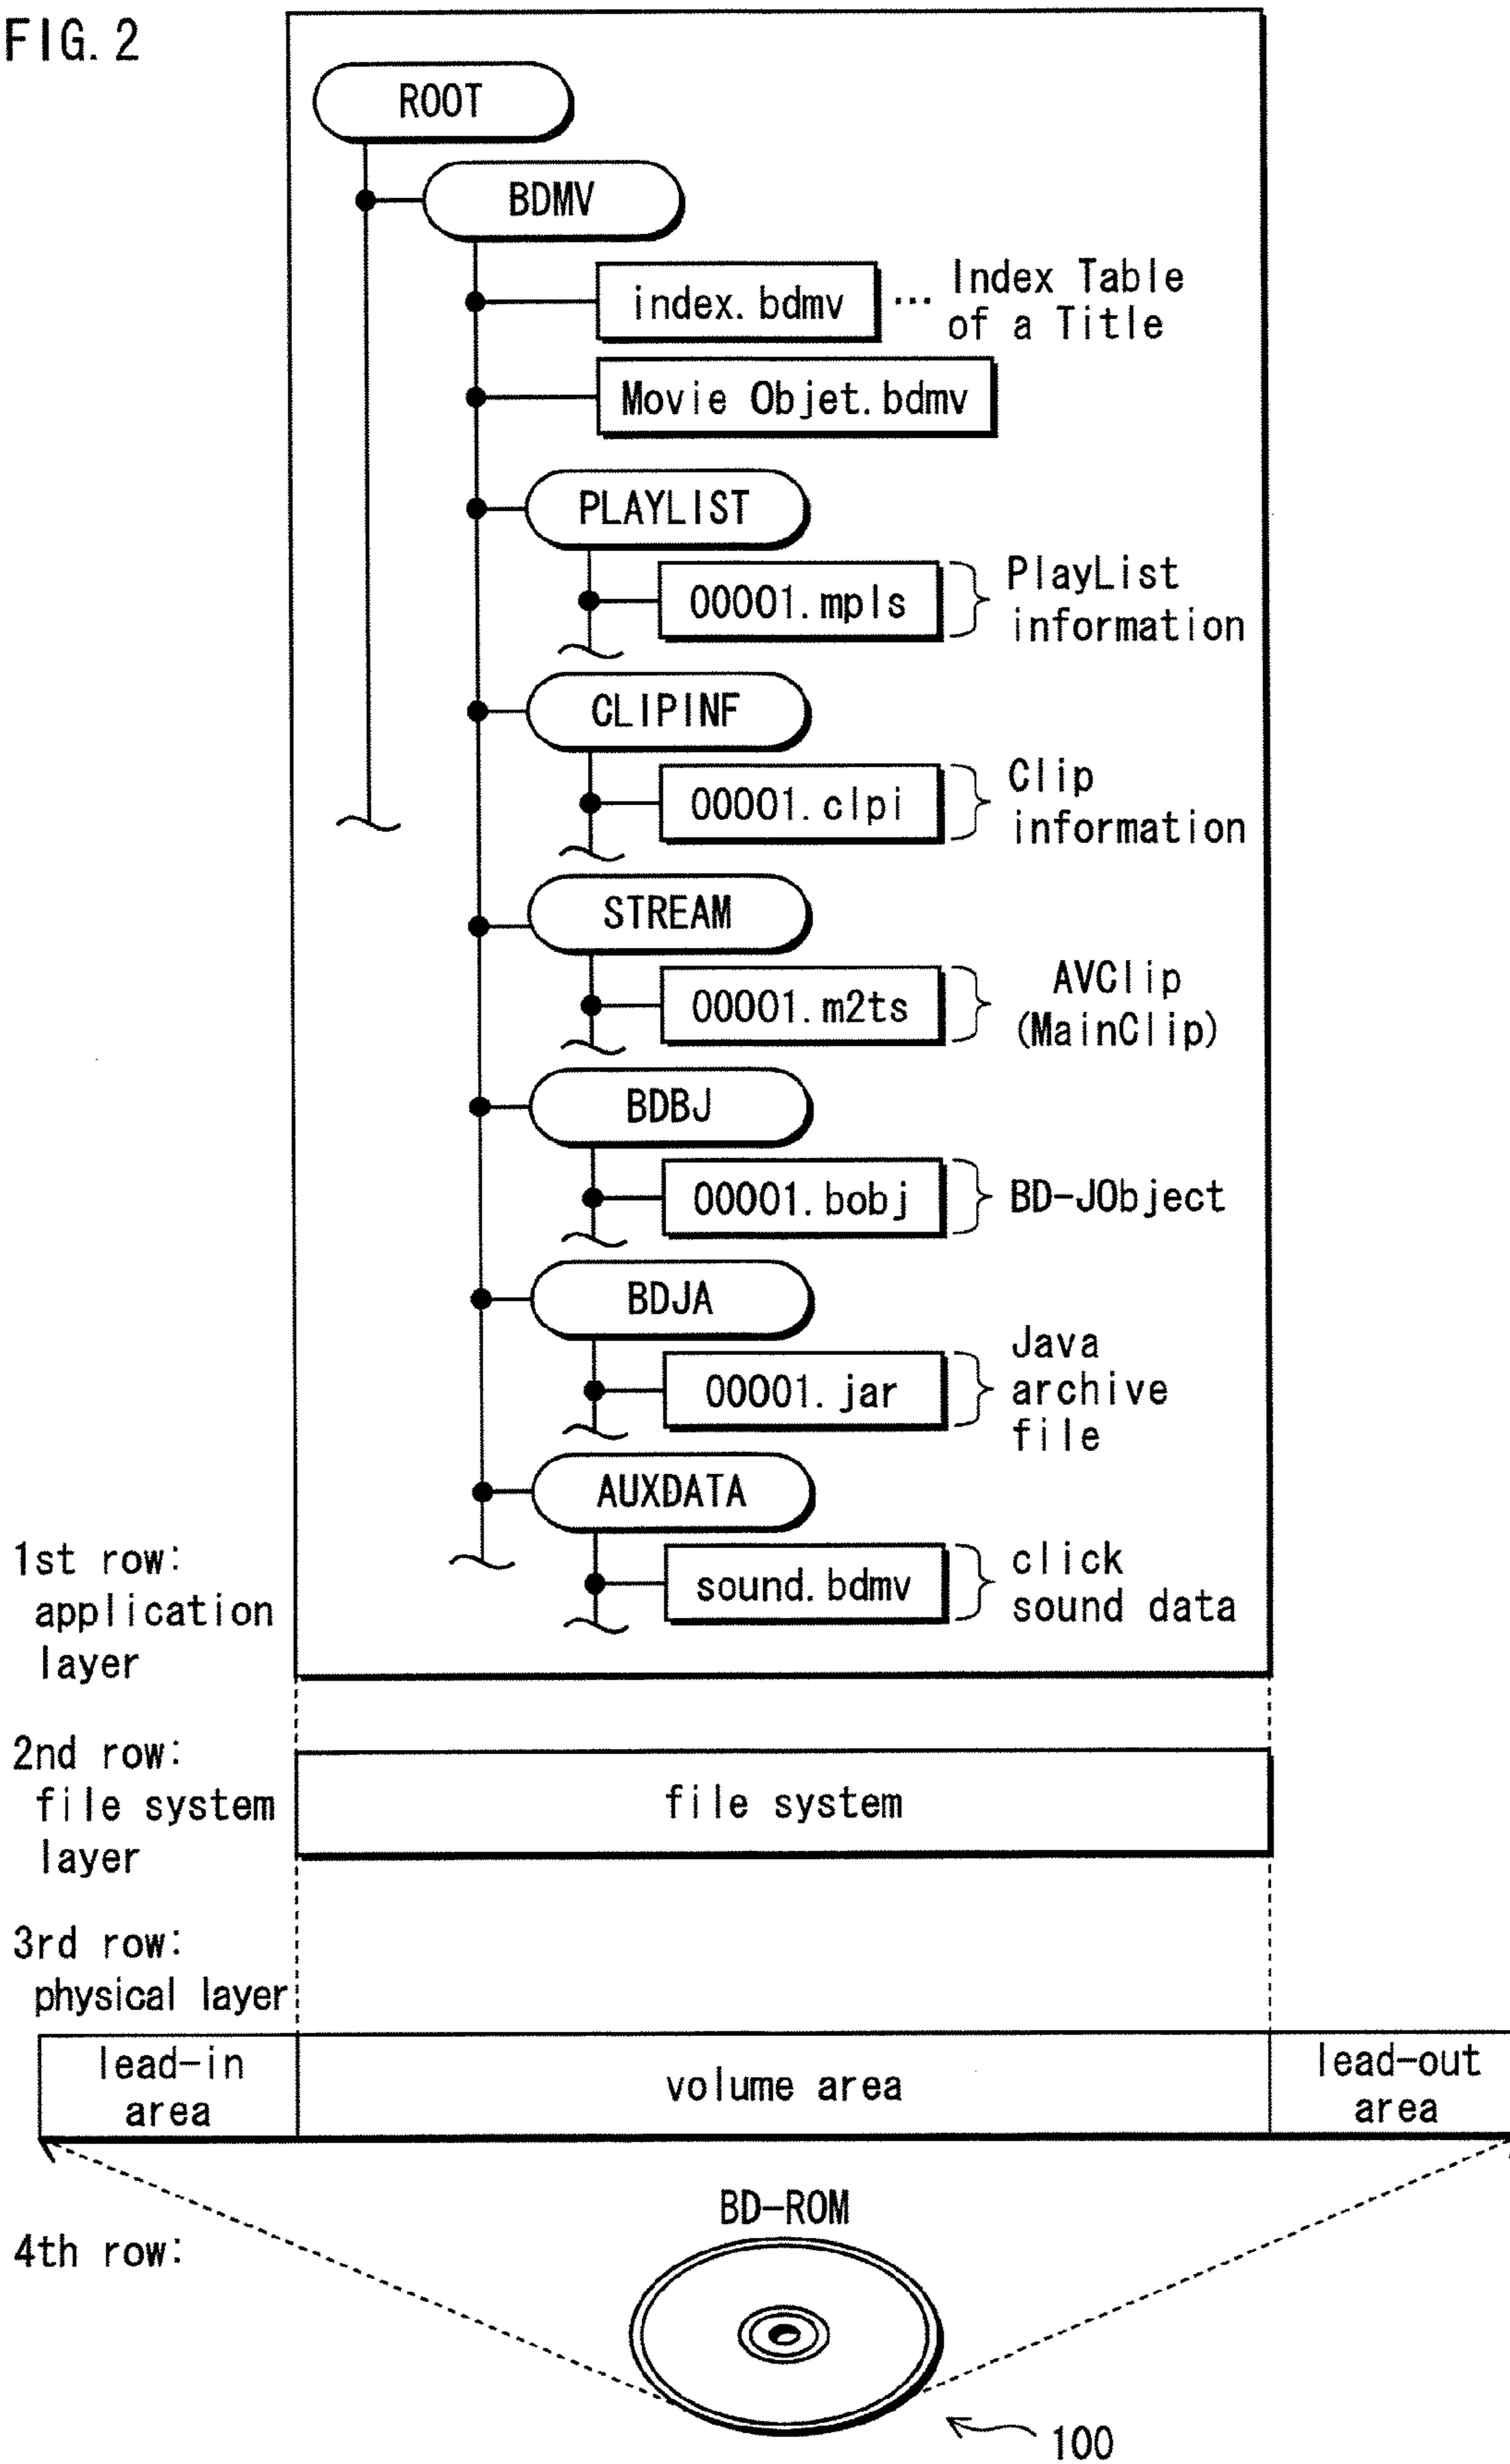 FIG. 2
ROOT
BDMV
index.bdmv ... Index Table
of a Title
Movie Objet.bdmv
PLAYLIST
00001.mpls
PlayList
information
CLIPINF
00001.clpi
Clip
information
STREAM
00001.m2ts
AVClip
(MainClip)
BDBJ
00001.bobj
BD-JObject
BDJA
00001.jar
Java
archive
file
AUXDATA
sound.bdmv
click
sound data
1st row:
application
layer
2nd row:
file system
layer
file system
3rd row:
physical layer
lead-in
area
volume area
lead-out
area
BD-ROM
4th row:
100